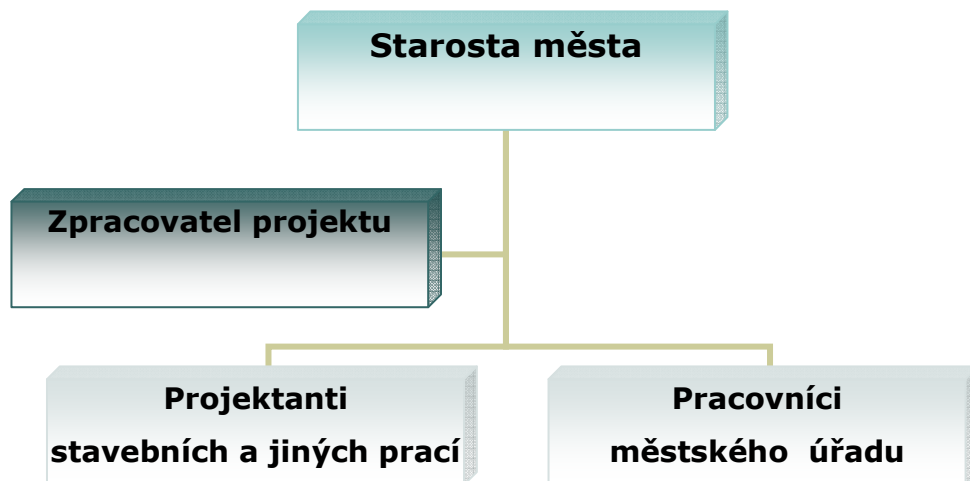 Starosta města
Zpracovatel projektu
Projektanti
stavebních a jiných prací
Pracovníci
městského úřadu